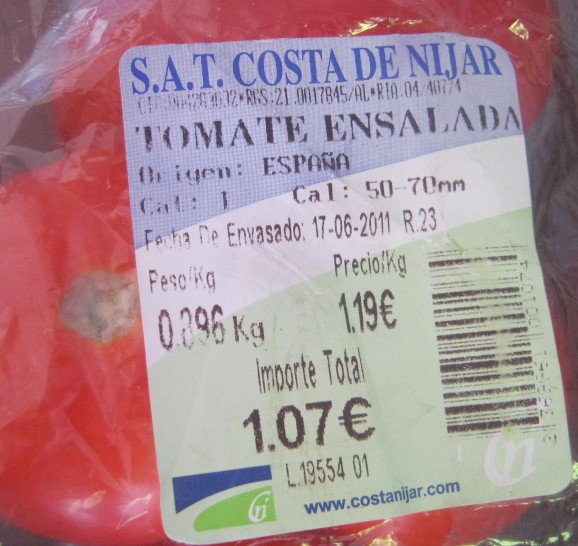 S.A.T. COSTA DE NIJAR
TOMATE ENSALADA
Origen: ESPAÑA
Cat: 1 Cal: 50-70mm
Fecha De Envasado: 17-06-2011 R.23
Peso/Kg Precio/Kg
0.896 Kg 1.19€
Importe Total
1.07€
L.19554 01
www.costanijar.com